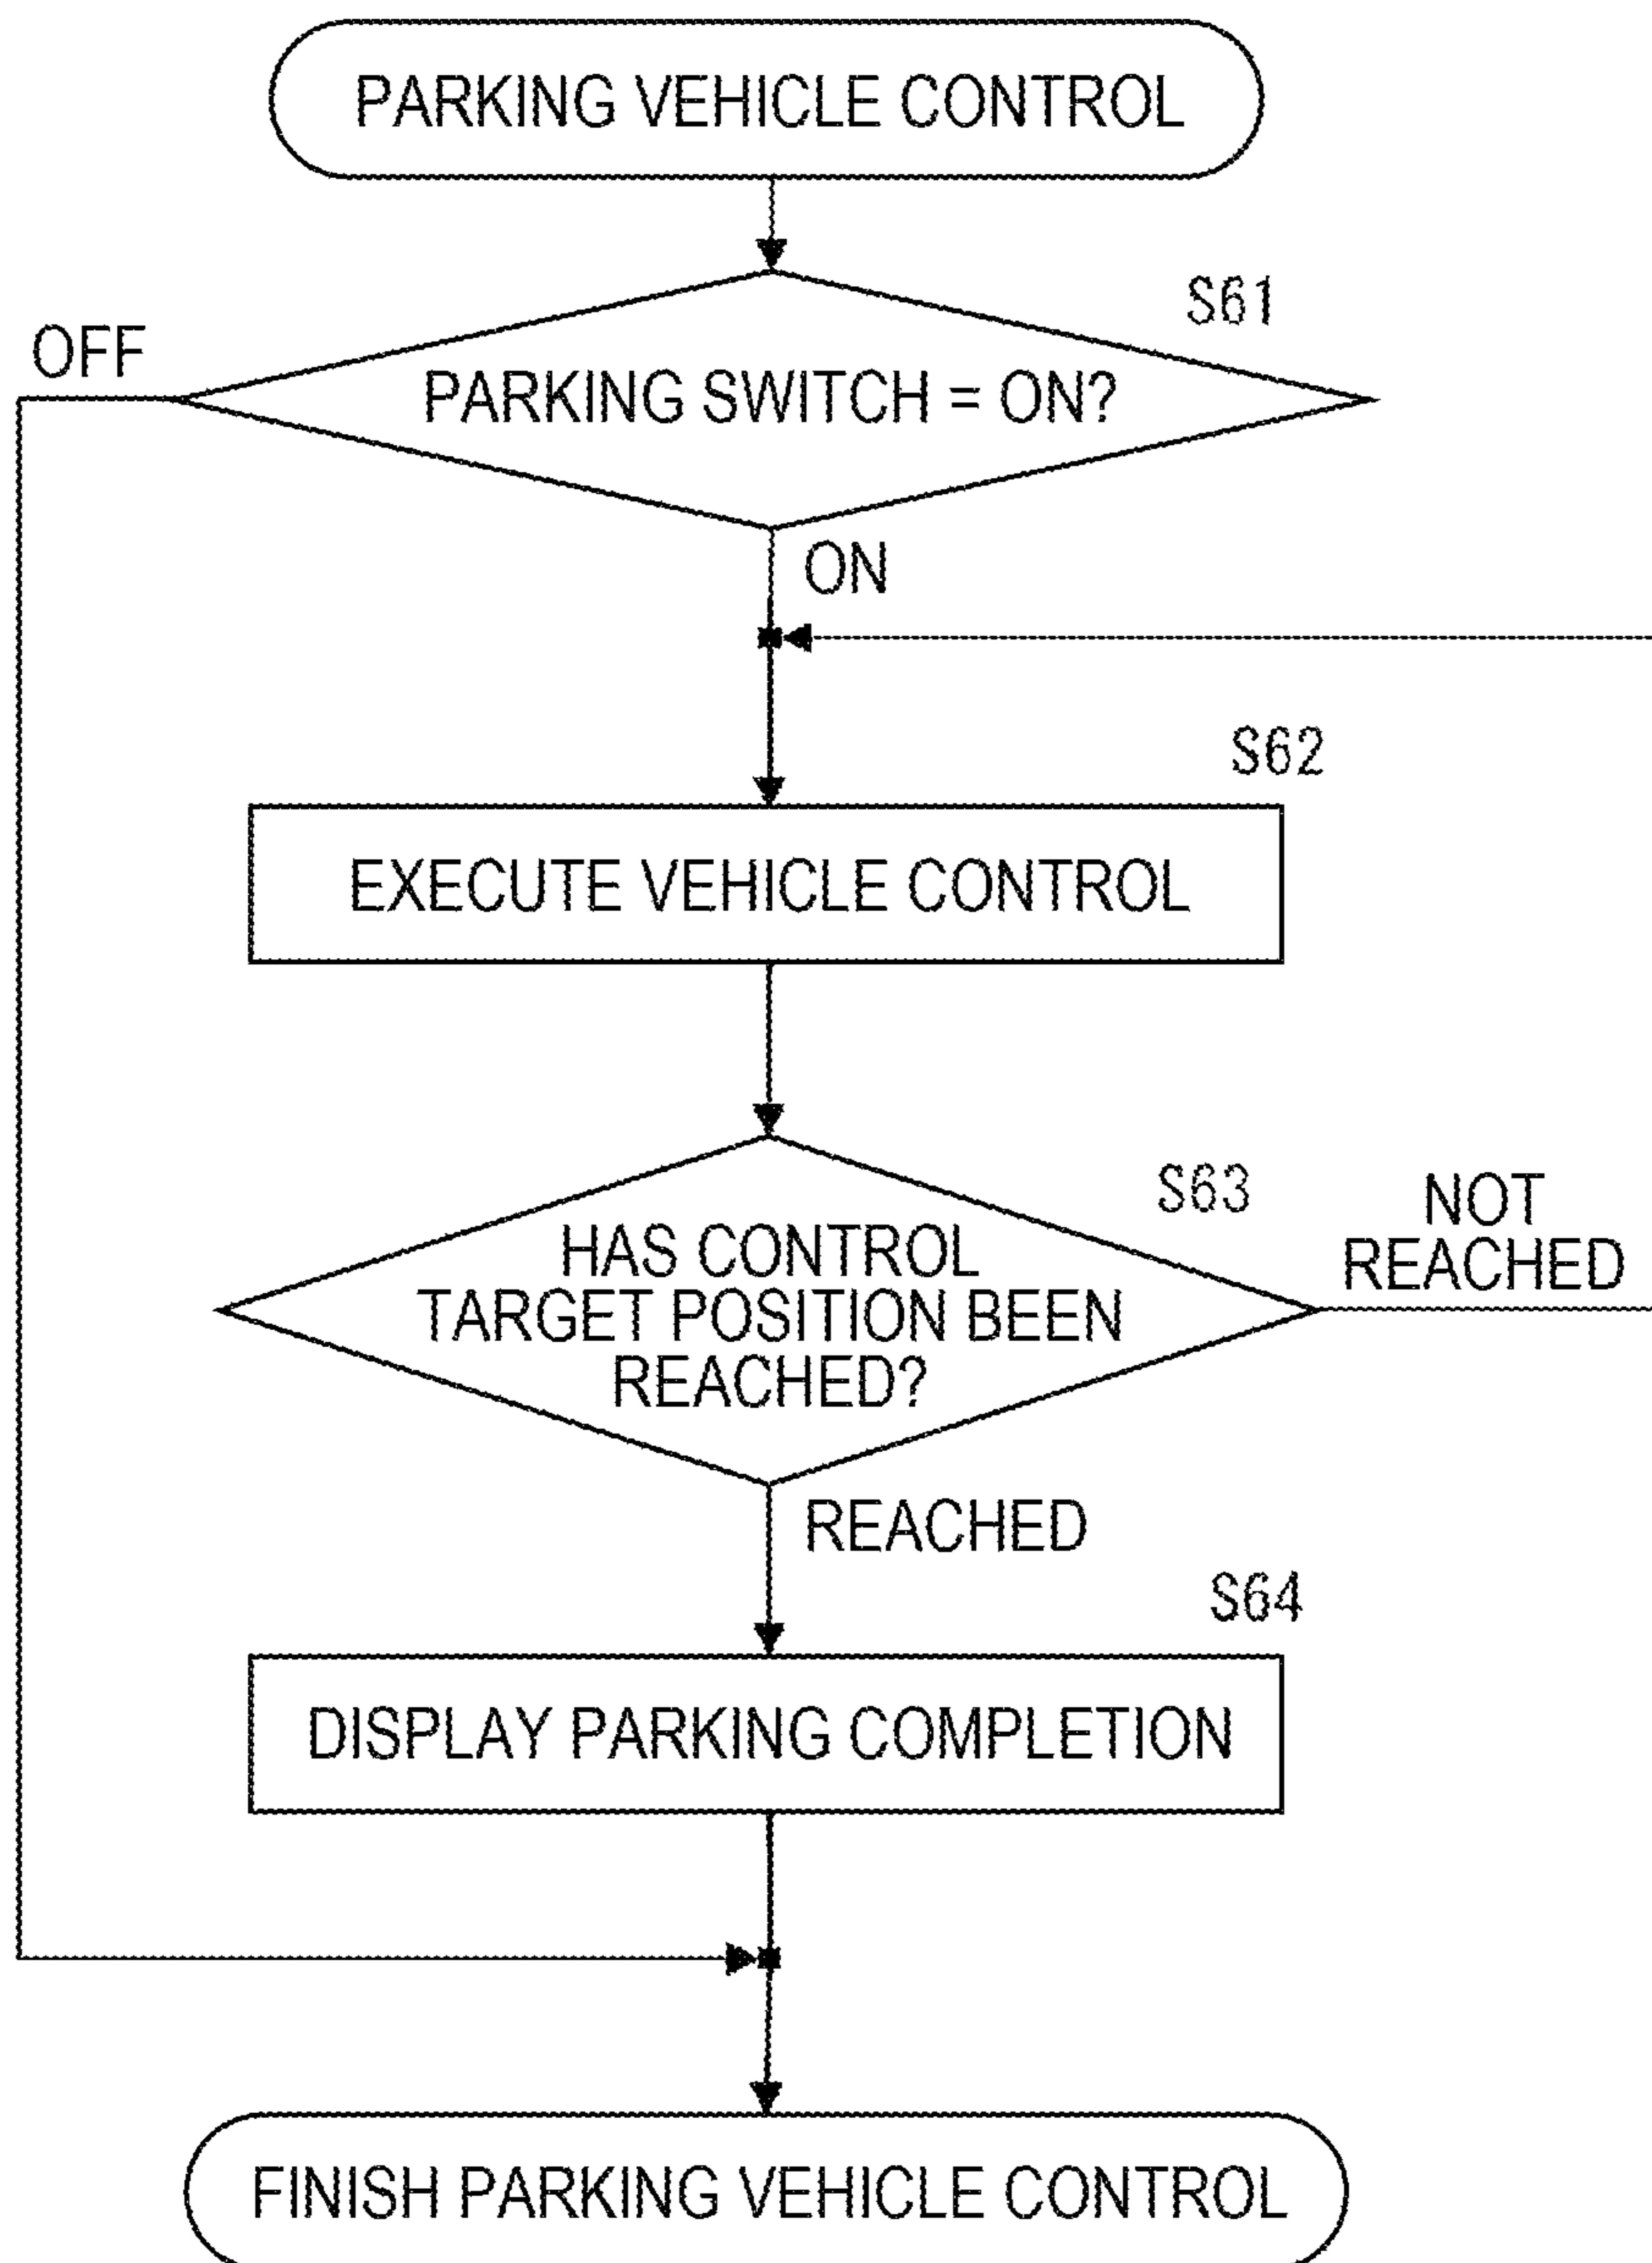 PARKING VEHICLE CONTROL
S61
OFF
PARKING SWITCH = ON?
ON
S62
EXECUTE VEHICLE CONTROL
S63
NOT
REACHED
HAS CONTROL
TARGET POSITION BEEN
REACHED?
REACHED
S64
DISPLAY PARKING COMPLETION
FINISH PARKING VEHICLE CONTROL